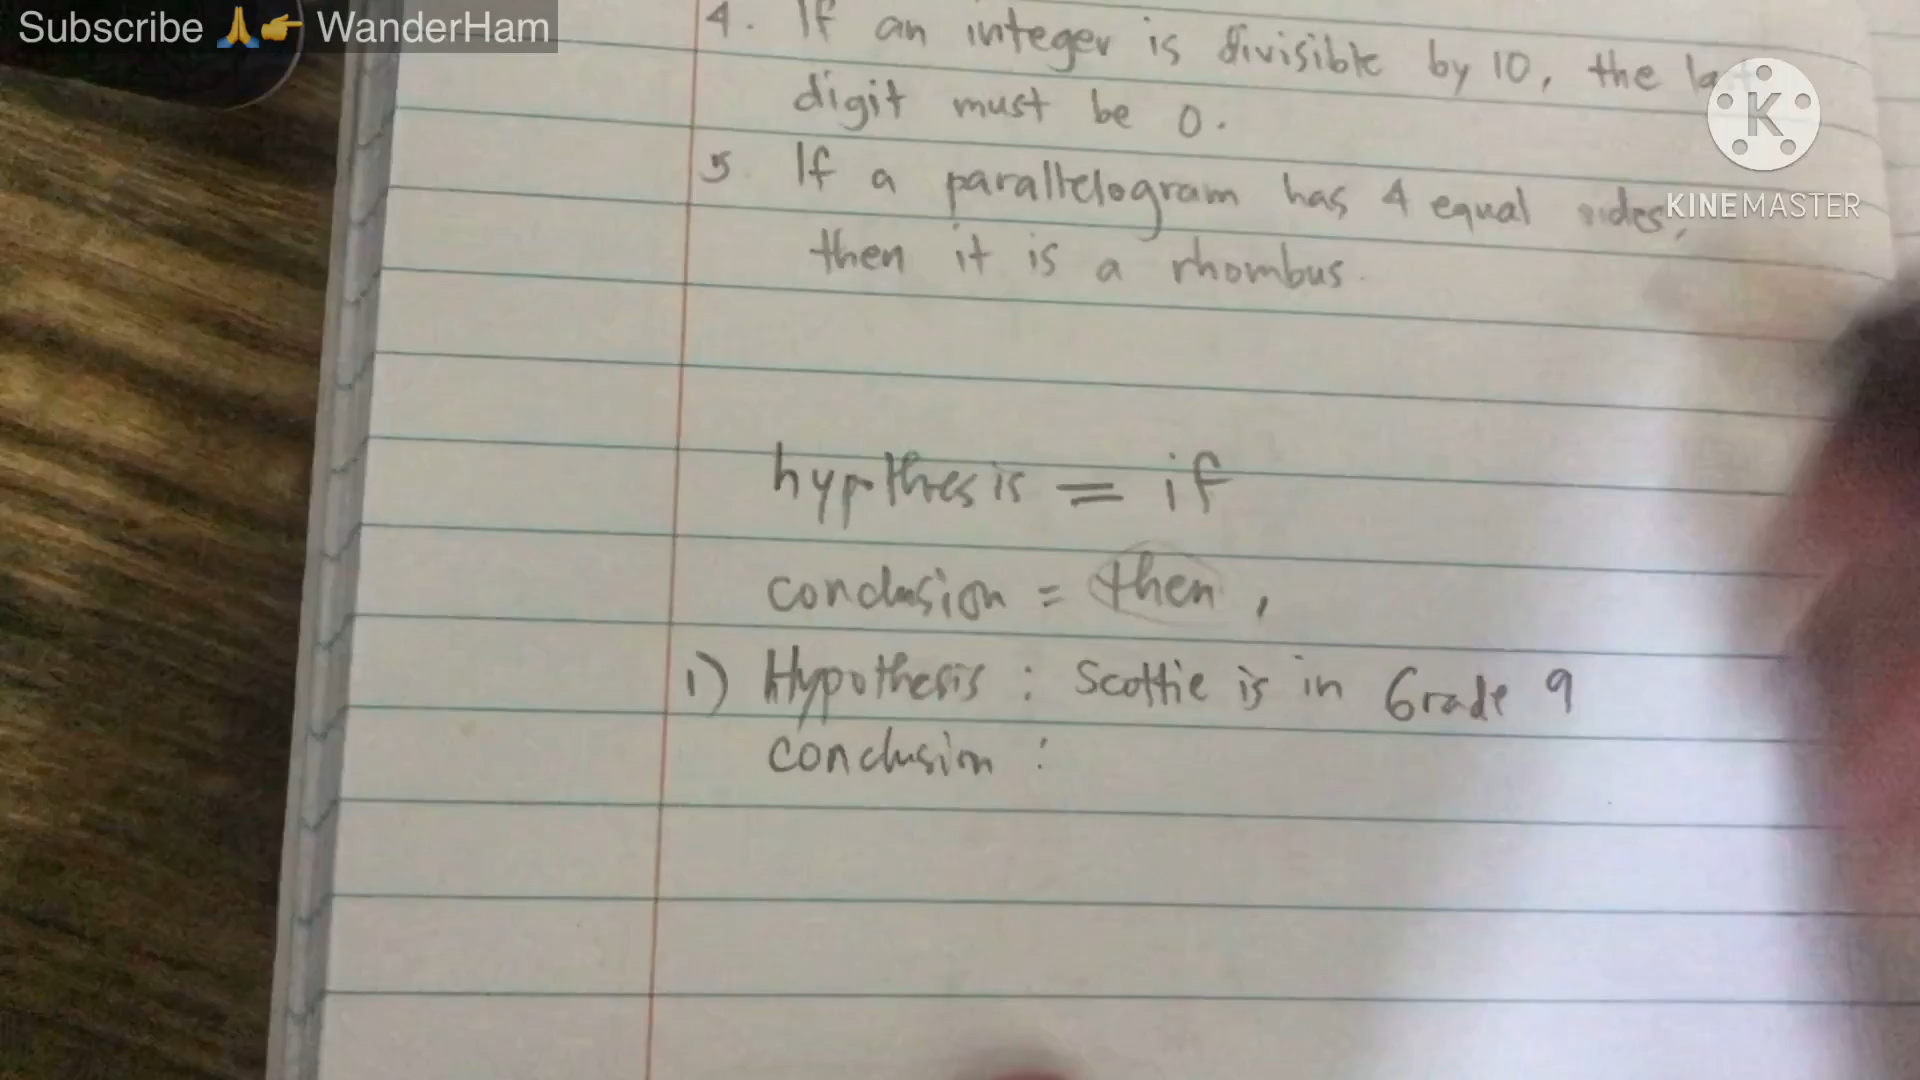 Subscribe 🙏👉 WanderHam
4. If an integer is divisible by 10, the
digit must be 0.
K
5. If a parallelogram has 4 equal sides,
KINEMASTER
then it is a rhombus.
hypothesis = if
conclusion = then ,
1) Hypothesis : Scottie is in Grade 9
conclusion :